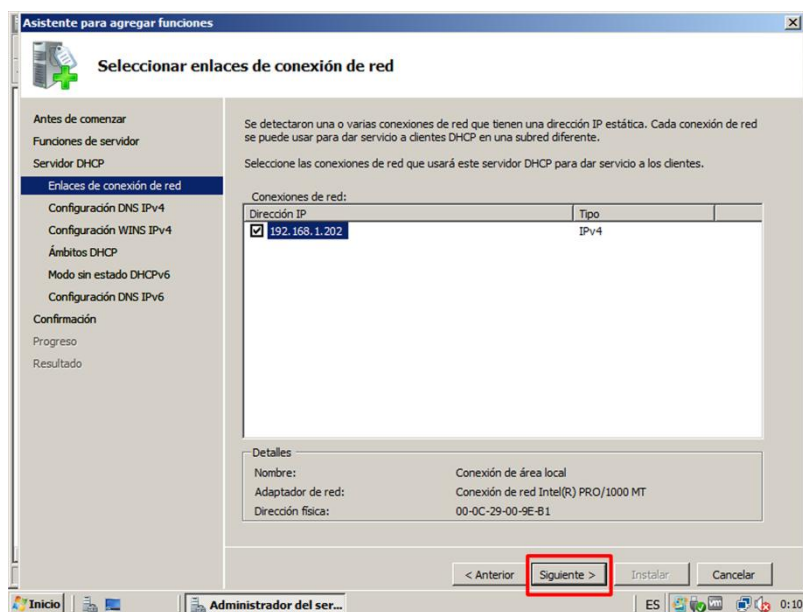 Asistente para agregar funciones
Seleccionar enlaces de conexión de red
Antes de comenzar
Funciones de servidor
Servidor DHCP
Enlaces de conexión de red
Configuración DNS IPv4
Configuración WINS IPv4
Ámbitos DHCP
Modo sin estado DHCPv6
Configuración DNS IPv6
Confirmación
Progreso
Resultado
Se detectaron una o varias conexiones de red que tienen una dirección IP estática. Cada conexión de red
se puede usar para dar servicio a clientes DHCP en una subred diferente.
Seleccione las conexiones de red que usará este servidor DHCP para dar servicio a los clientes.
Conexiones de red:
Dirección IP Tipo
192.168.1.202 IPv4
Detalles
Nombre: Conexión de área local
Adaptador de red: Conexión de red Intel(R) PRO/1000 MT
Dirección física: 00-0C-29-00-9E-B1
< Anterior Siguiente > Instalar Cancelar
Inicio Administrador del ser... ES 0:10